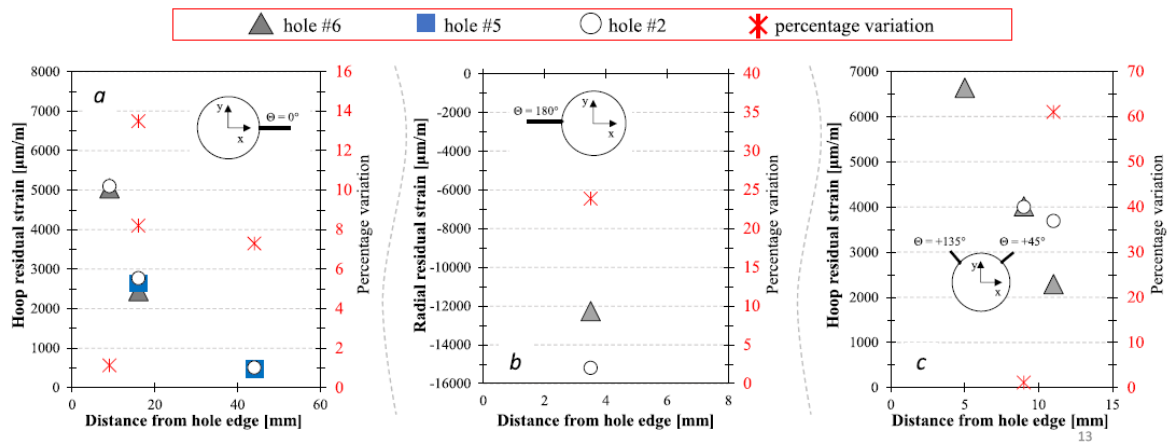 hole #6
hole #5
hole #2
percentage variation
Hoop residual strain [µm/m]
8000
7000
6000
5000
4000
3000
2000
1000
0
a
y
x
Θ = 0°
16
14
12
10
8
6
4
2
0
Percentage variation
0
20
40
60
Distance from hole edge [mm]
Radial residual strain [µm/m]
0
-2000
-4000
-6000
-8000
-10000
-12000
-14000
-16000
Θ = 180°
y
x
b
40
35
30
25
20
15
10
5
0
Percentage variation
0
2
4
6
8
Distance from hole edge [mm]
Hoop residual strain [µm/m]
7000
6000
5000
4000
3000
2000
1000
0
Θ = +135°
Θ = +45°
y
x
c
70
60
50
40
30
20
10
0
Percentage variation
0
5
10
15
Distance from hole edge [mm]
13